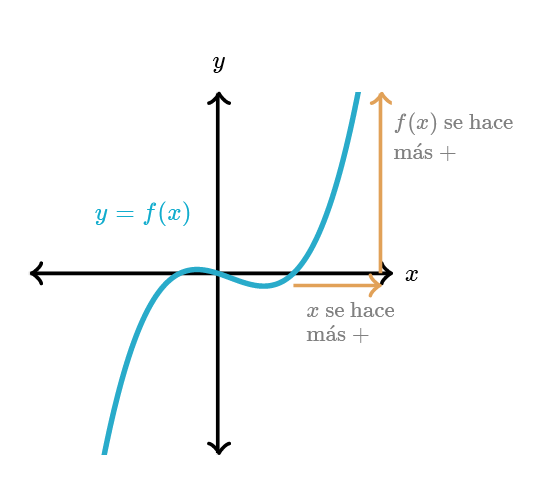 y
f(x) se hace
más +
y = f(x)
x
x se hace
más +